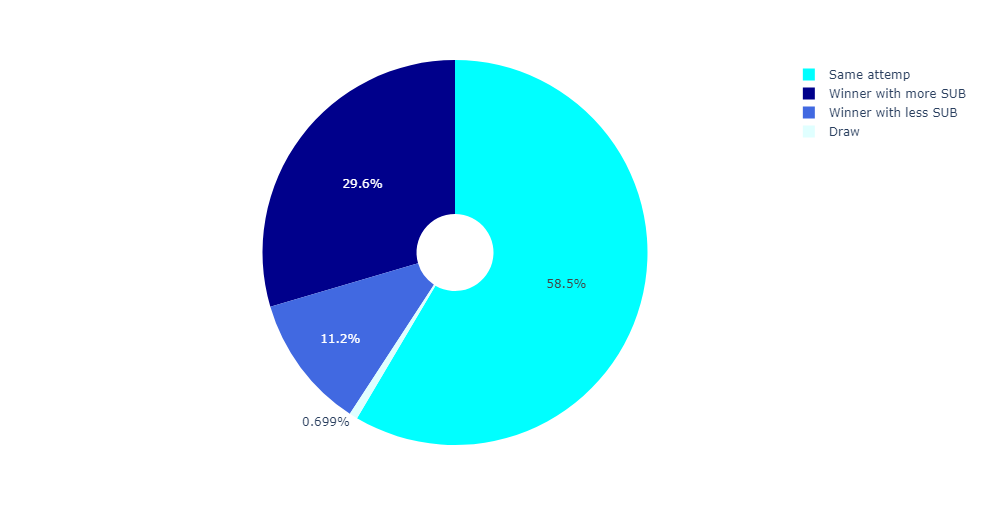 Same attemp
Winner with more SUB
Winner with less SUB
Draw
29.6%
58.5%
11.2%
0.699%